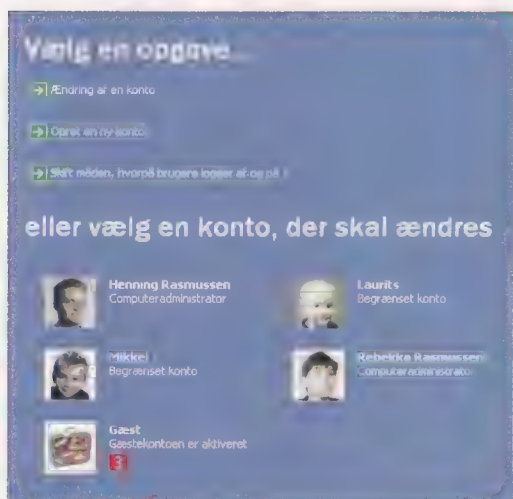 Vælg en opgave...
Ændring af en konto
Opret en ny konto
Skift måden, hvorpå brugere logger af og på
eller vælg en konto, der skal ændres
Henning Rasmussen
Computeradministrator
Laurits
Begrænset konto
Mikkel
Begrænset konto
Rebekka Rasmussen
Computeradministrator
Gæst
Gæstekontoen er aktiveret
3